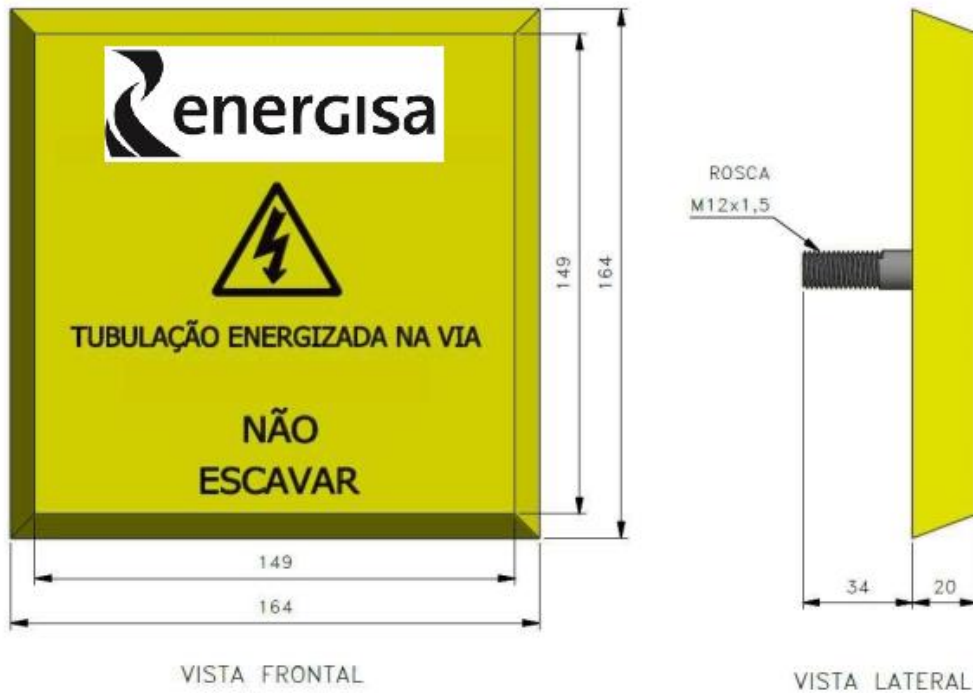 energisa
TUBULAÇÃO ENERGIZADA NA VIA
NÃO
ESCAVAR
149
164
149
164
VISTA FRONTAL
ROSCA
M12x1,5
34
20
VISTA LATERAL